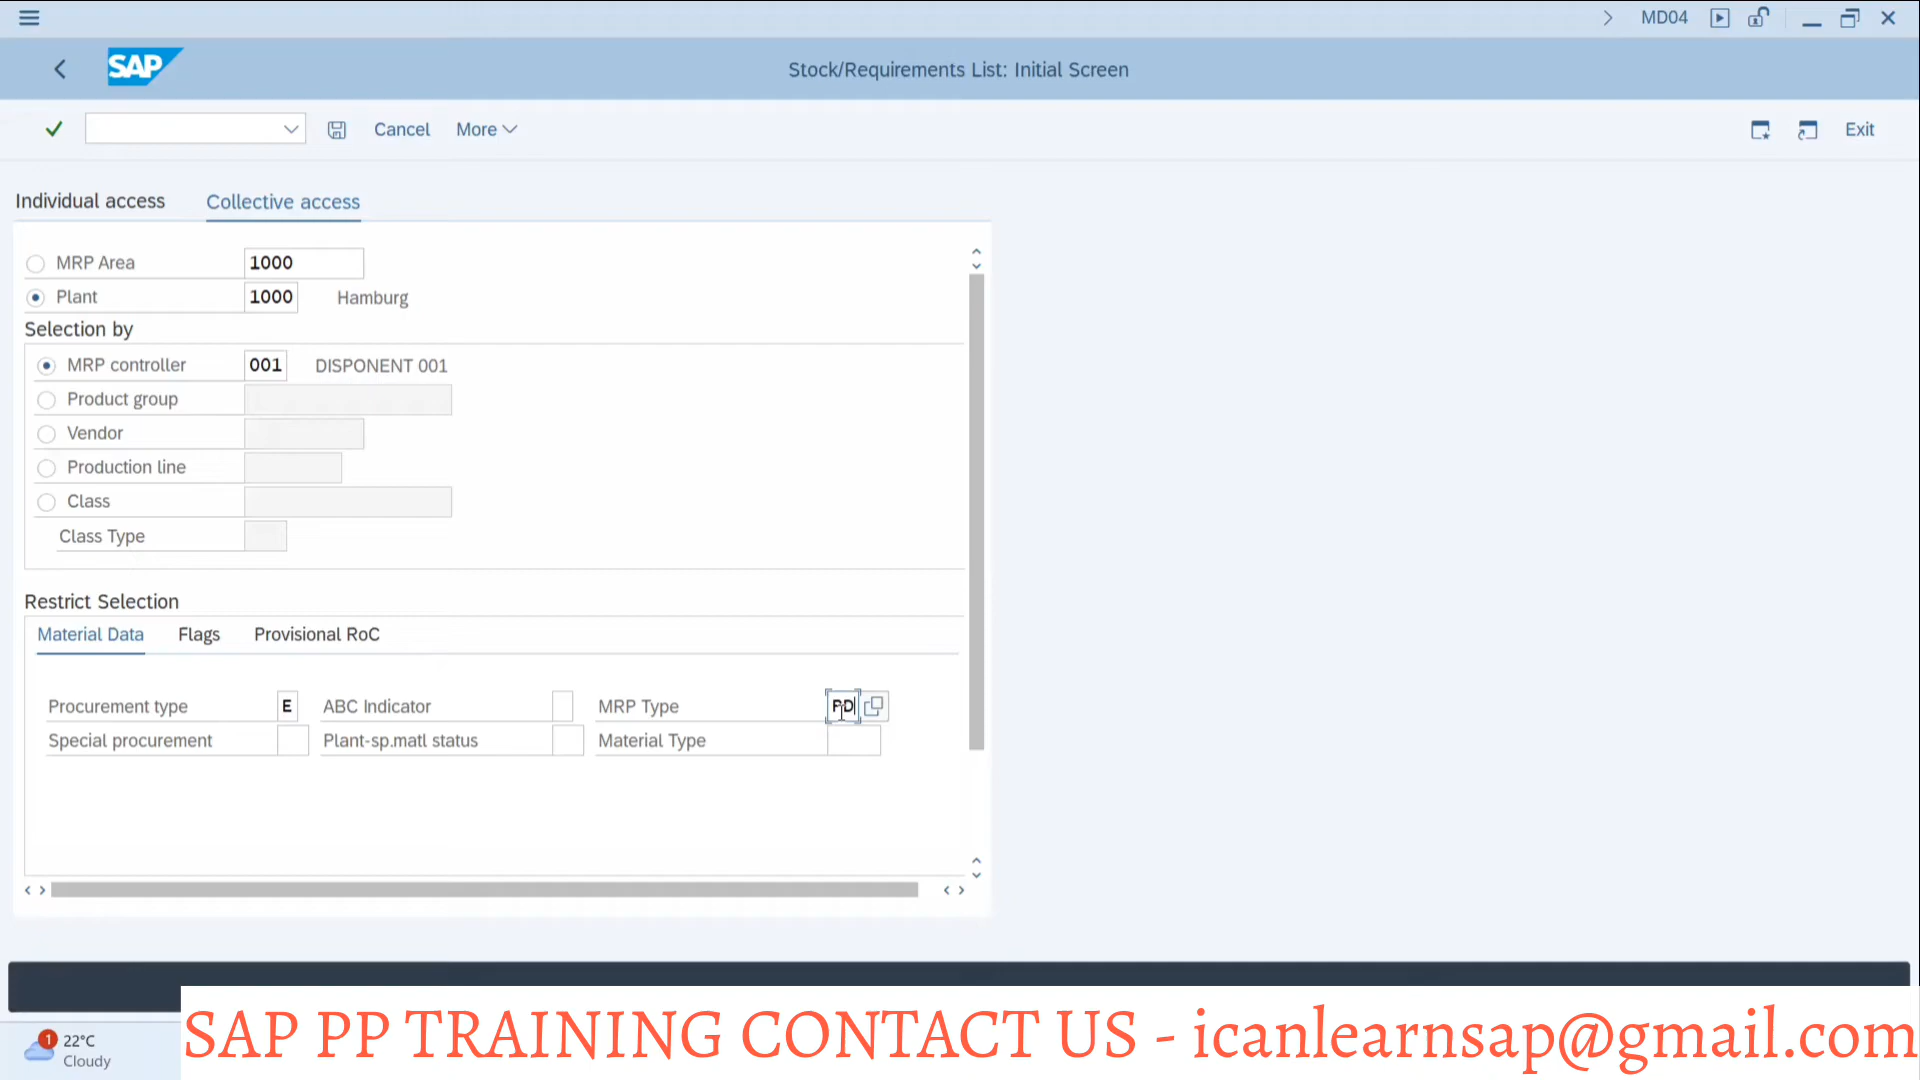 MD04
SAP
Stock/Requirements List: Initial Screen
Cancel
More
Exit
Individual access
Collective access
MRP Area 1000
Plant 1000 Hamburg
Selection by
MRP controller 001 DISPONENT 001
Product group
Vendor
Production line
Class
Class Type
Restrict Selection
Material Data Flags Provisional RoC
Procurement type E ABC Indicator MRP Type PD
Special procurement Plant-sp.matl status Material Type
1
22°C
Cloudy
SAP PP TRAINING CONTACT US - icanlearnsap@gmail.com